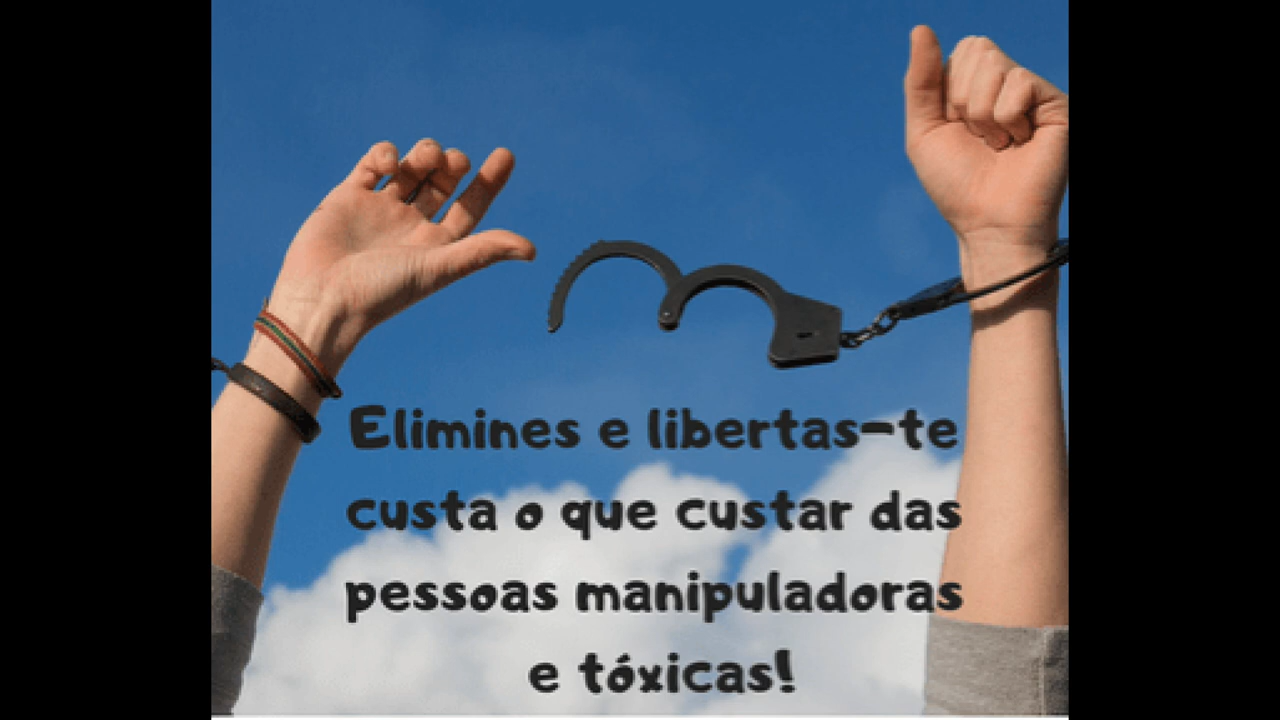 Elimines e libertas-te
custa o que custar das
pessoas manipuladoras
e tóxicas!